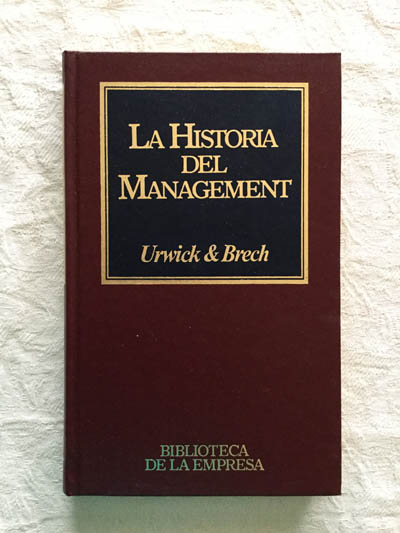 LA HISTORIA
DEL
MANAGEMENT
Urwick & Brech
BIBLIOTECA
DE LA EMPRESA